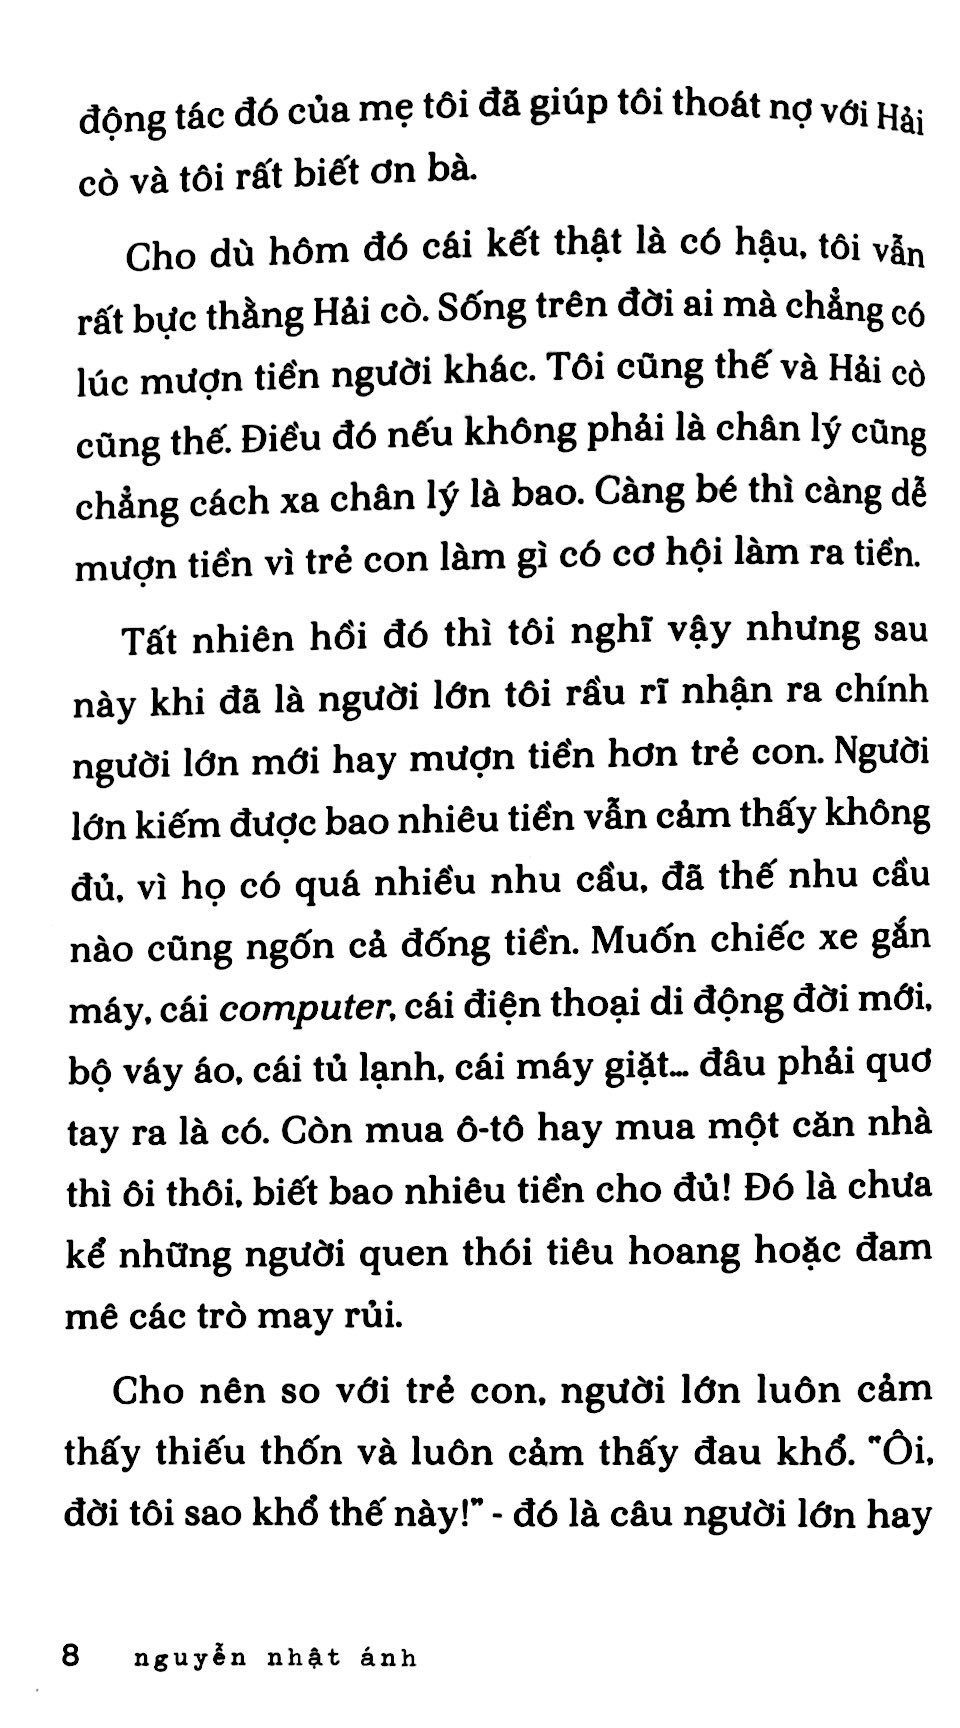 động tác đó của mẹ tôi đã giúp tôi thoát nợ với Hải
cò và tôi rất biết ơn bà.
Cho dù hôm đó cái kết thật là có hậu, tôi vẫn
rất bực thằng Hải cò. Sống trên đời ai mà chẳng có
lúc mượn tiền người khác. Tôi cũng thế và Hải cò
cũng thế. Điều đó nếu không phải là chân lý cũng
chẳng cách xa chân lý là bao. Càng bé thì càng dễ
mượn tiền vì trẻ con làm gì có cơ hội làm ra tiền.
Tất nhiên hồi đó thì tôi nghĩ vậy nhưng sau
này khi đã là người lớn tôi rầu rĩ nhận ra chính
người lớn mới hay mượn tiền hơn trẻ con. Người
lớn kiếm được bao nhiêu tiền vẫn cảm thấy không
đủ, vì họ có quá nhiều nhu cầu, đã thế nhu cầu
nào cũng ngốn cả đống tiền. Muốn chiếc xe gắn
máy, cái computer, cái điện thoại di động đời mới,
bộ váy áo, cái tủ lạnh, cái máy giặt... đâu phải quơ
tay ra là có. Còn mua ô-tô hay mua một căn nhà
thì ôi thôi, biết bao nhiêu tiền cho đủ! Đó là chưa
kể những người quen thói tiêu hoang hoặc đam
mê các trò may rủi.
Cho nên so với trẻ con, người lớn luôn cảm
thấy thiếu thốn và luôn cảm thấy đau khổ. "Ôi,
đời tôi sao khổ thế này!" - đó là câu người lớn hay
8 nguyễn nhật ánh